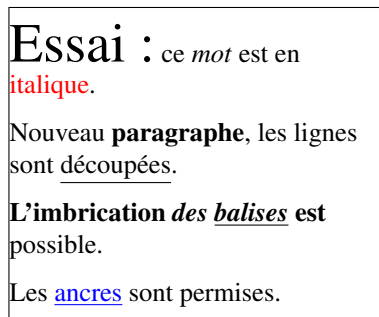 Essai : ce mot est en
italique.
Nouveau paragraphe, les lignes
sont découpées.
L'imbrication des balises est
possible.
Les ancres sont permises.